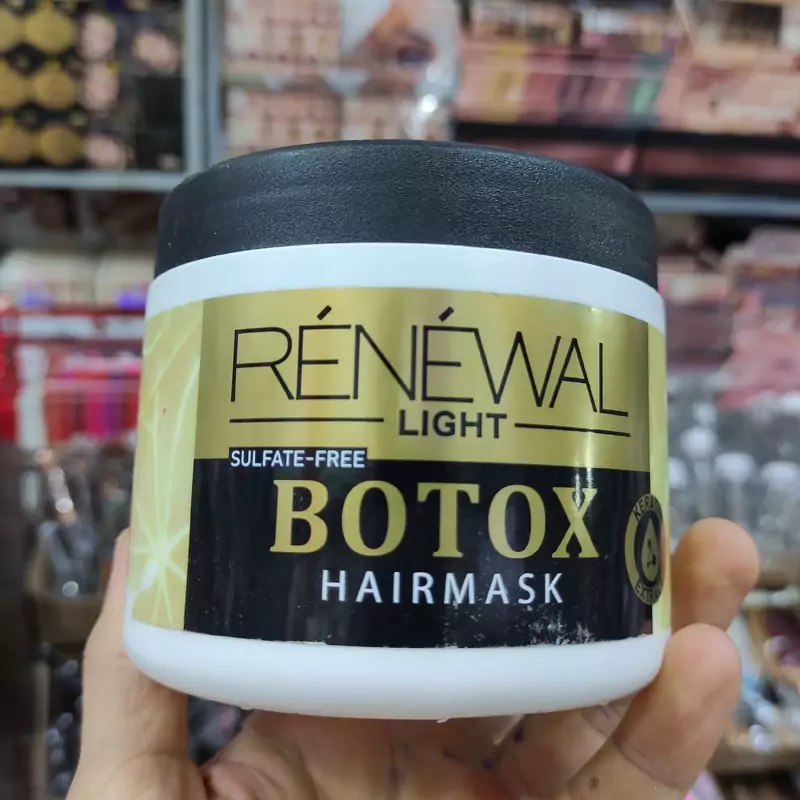 RÉNÉWAL
LIGHT
SULFATE-FREE
BOTOX
HAIRMASK